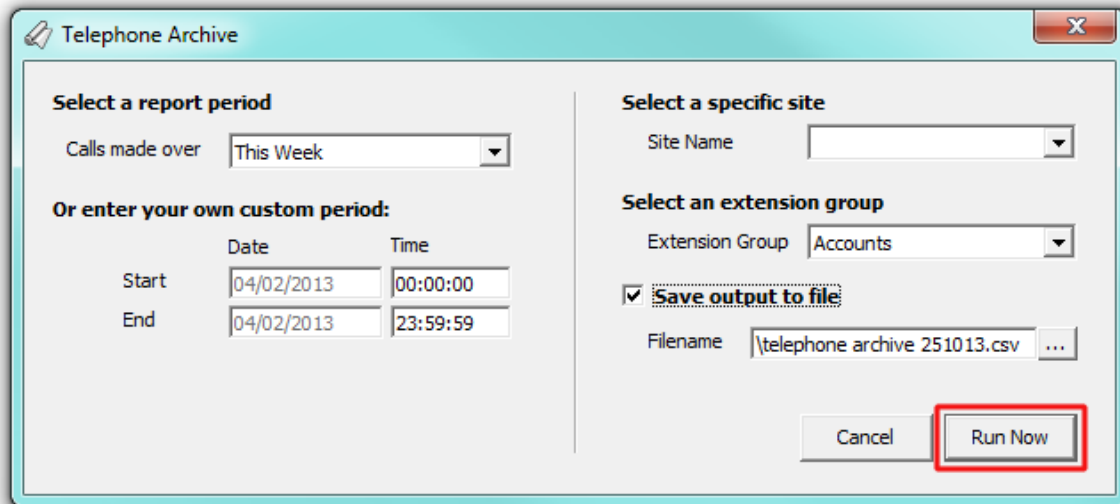 Telephone Archive
Select a report period
Calls made over This Week
Or enter your own custom period:
Date Time
Start 04/02/2013 00:00:00
End 04/02/2013 23:59:59
Select a specific site
Site Name
Select an extension group
Extension Group Accounts
Save output to file
Filename \telephone archive 251013.csv ...
Cancel Run Now